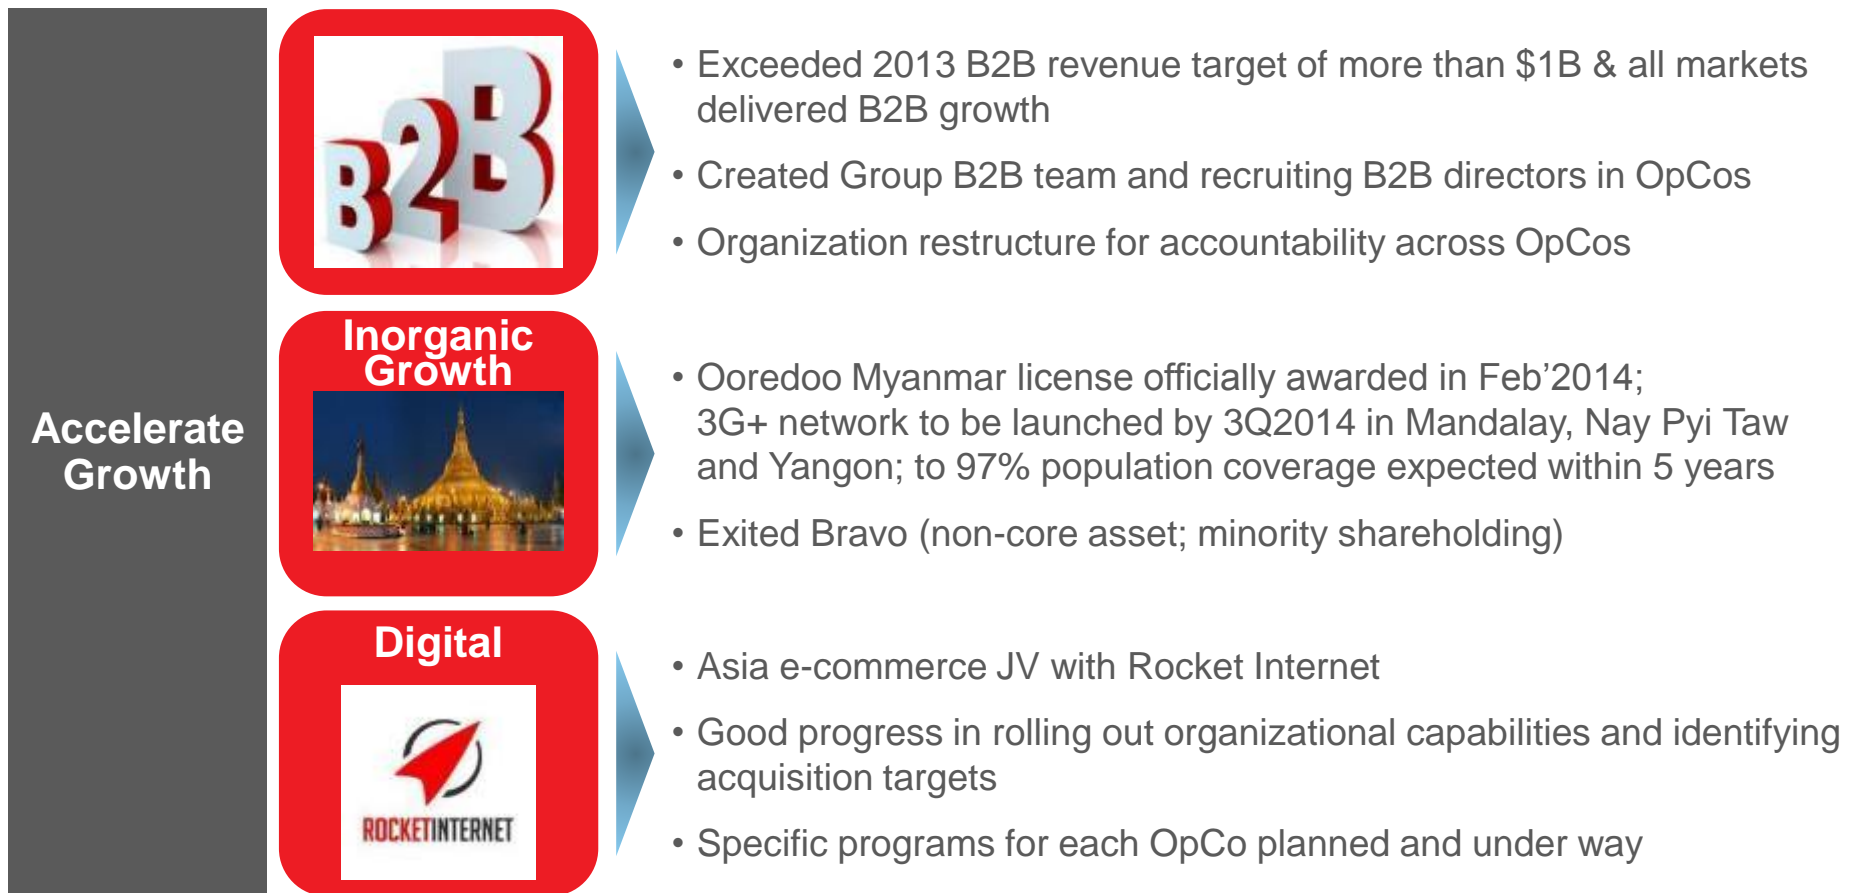 Accelerate
Growth
B2B
• Exceeded 2013 B2B revenue target of more than $1B & all markets
delivered B2B growth
• Created Group B2B team and recruiting B2B directors in OpCos
• Organization restructure for accountability across OpCos
Inorganic
Growth
• Ooredoo Myanmar license officially awarded in Feb’2014;
3G+ network to be launched by 3Q2014 in Mandalay, Nay Pyi Taw
and Yangon; to 97% population coverage expected within 5 years
• Exited Bravo (non-core asset; minority shareholding)
Digital
ROCKETINTERNET
• Asia e-commerce JV with Rocket Internet
• Good progress in rolling out organizational capabilities and identifying
acquisition targets
• Specific programs for each OpCo planned and under way